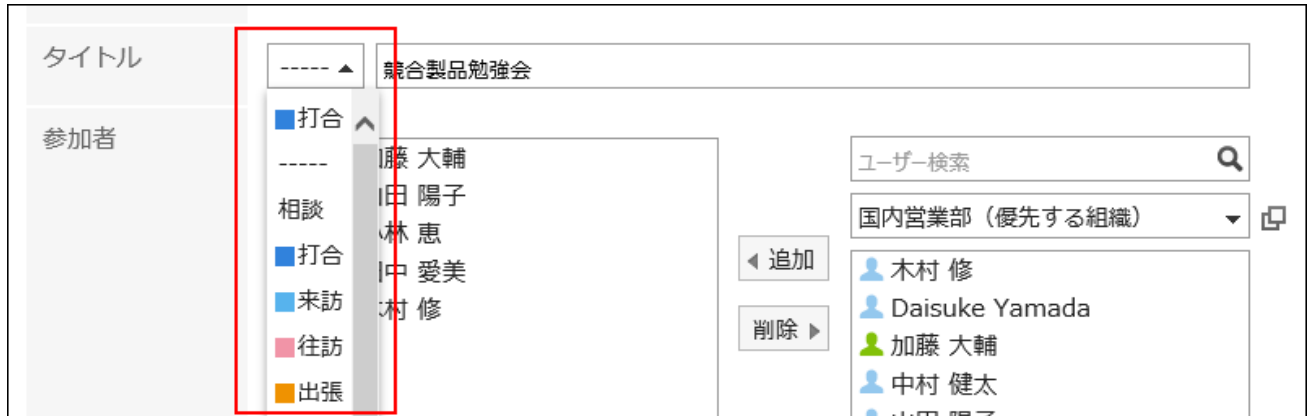 タイトル
-----
競合製品勉強会
打合
-----
相談
打合
来訪
往訪
出張
参加者
藤 大輔
田 陽子
林 恵
中 愛美
村 修
追加
削除
ユーザー検索
国内営業部（優先する組織）
木村 修
Daisuke Yamada
加藤 大輔
中村 健太